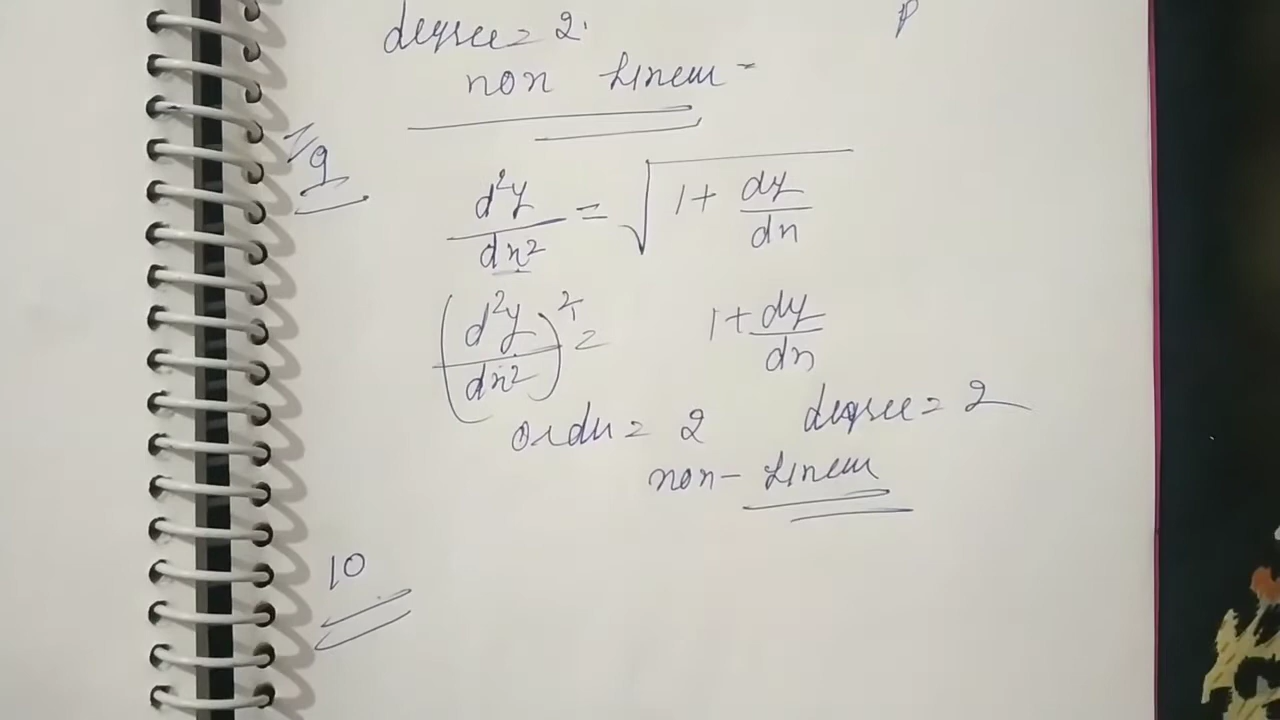 degree = 2.
P
non linear -
9
d²y/dx² = √(1 + dy/dx)
(d²y/dx²)² = 1 + dy/dx
order = 2 degree = 2
non- linear
10